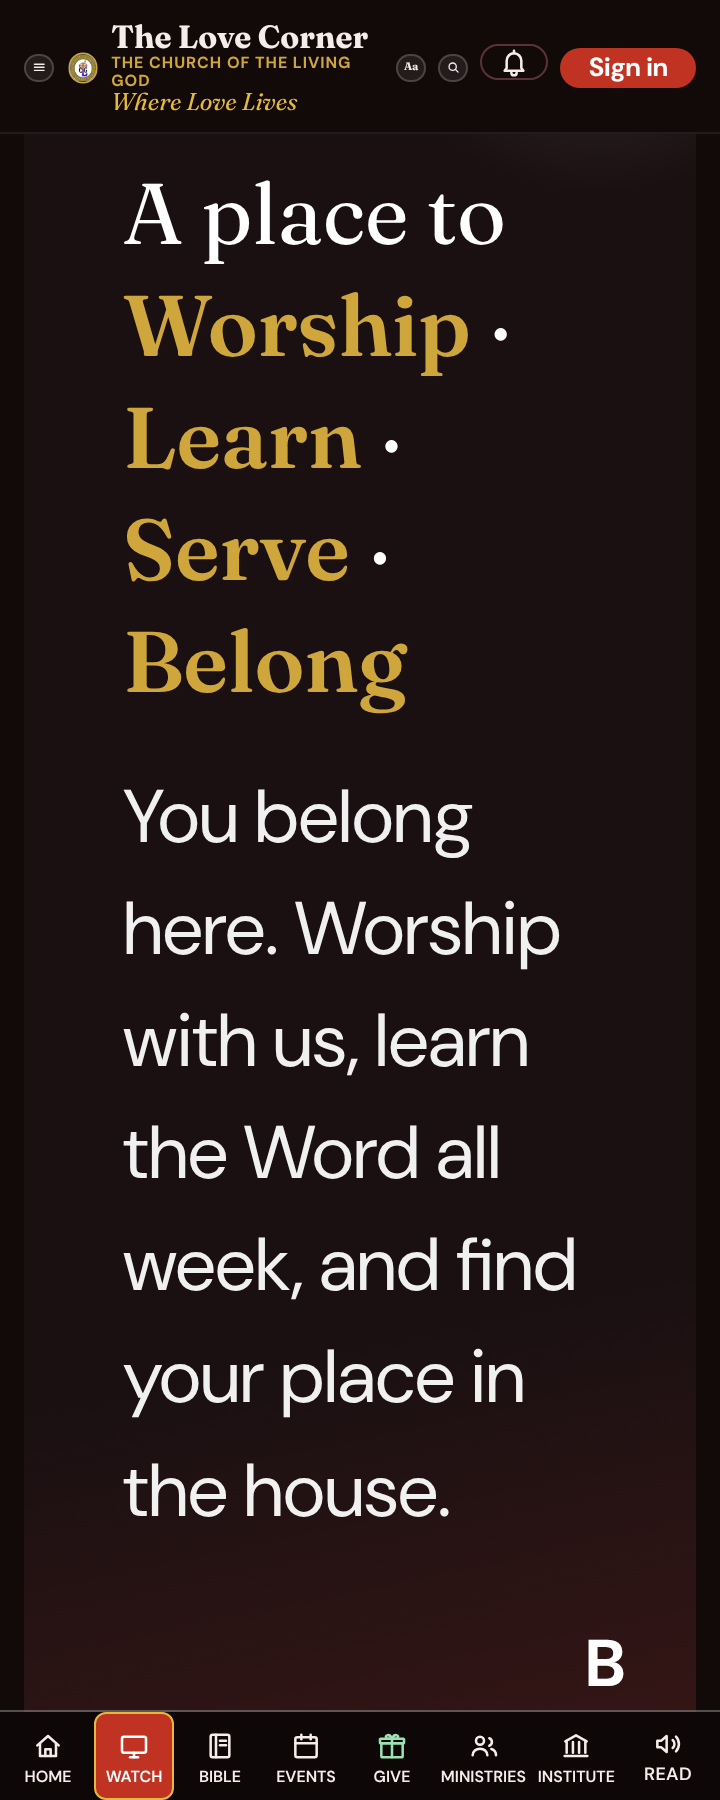 The Love Corner
THE CHURCH OF THE LIVING
GOD
Where Love Lives
Aa
Sign in
A place to
Worship •
Learn •
Serve •
Belong
You belong
here. Worship
with us, learn
the Word all
week, and find
your place in
the house.
B
HOME
WATCH
BIBLE
EVENTS
GIVE
MINISTRIES
INSTITUTE
READ